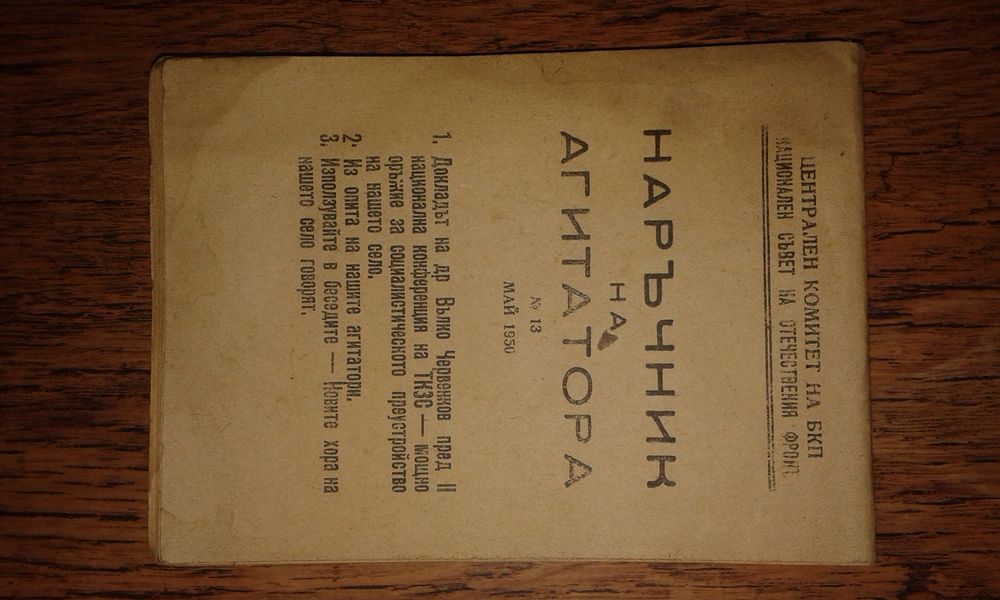 ЦЕНТРАЛЕН КОМИТЕТ НА БКП
НАЦИОНАЛЕН СЪВЕТ НА ОТЕЧЕСТВЕНИЯ ФРОНТ
НАРЪЧНИК
НА
АГИТАТОРА
№ 13
МАЙ 1950
1. Докладът на др Вълко Червенков пред II
национална конференция на ТКЗС — мощно
оръжие за социалистическото преустройство
на нашето село.
2. Из опита на нашите агитатори.
3. Използувайте в беседите — Новите хора на
нашето село говорят.